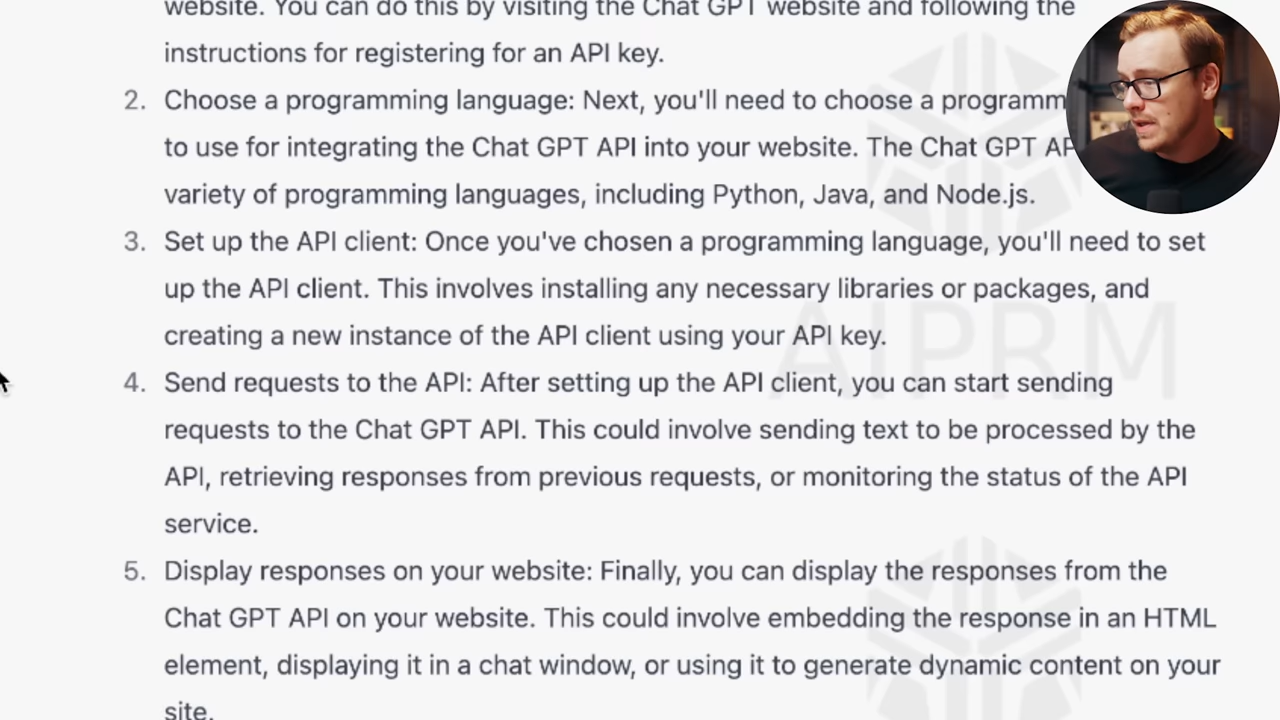 website. You can do this by visiting the Chat GPT website and following the
instructions for registering for an API key.
2. Choose a programming language: Next, you'll need to choose a programm
to use for integrating the Chat GPT API into your website. The Chat GPT AP
variety of programming languages, including Python, Java, and Node.js.
3. Set up the API client: Once you've chosen a programming language, you'll need to set
up the API client. This involves installing any necessary libraries or packages, and
creating a new instance of the API client using your API key.
AIPRM
4. Send requests to the API: After setting up the API client, you can start sending
requests to the Chat GPT API. This could involve sending text to be processed by the
API, retrieving responses from previous requests, or monitoring the status of the API
service.
5. Display responses on your website: Finally, you can display the responses from the
Chat GPT API on your website. This could involve embedding the response in an HTML
element, displaying it in a chat window, or using it to generate dynamic content on your
site.